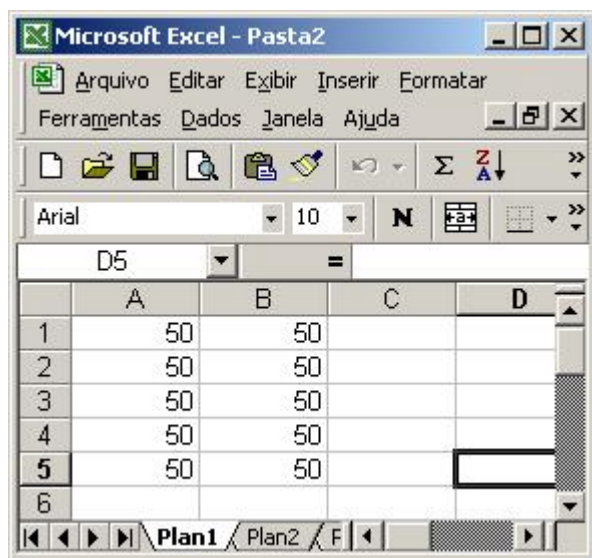 Microsoft Excel - Pasta2
Arquivo Editar Exibir Inserir Formatar
Ferramentas Dados Janela Ajuda
Σ Z A
Arial 10 N a
D5 =
A B C D
1 50 50
2 50 50
3 50 50
4 50 50
5 50 50
6
Plan1 Plan2